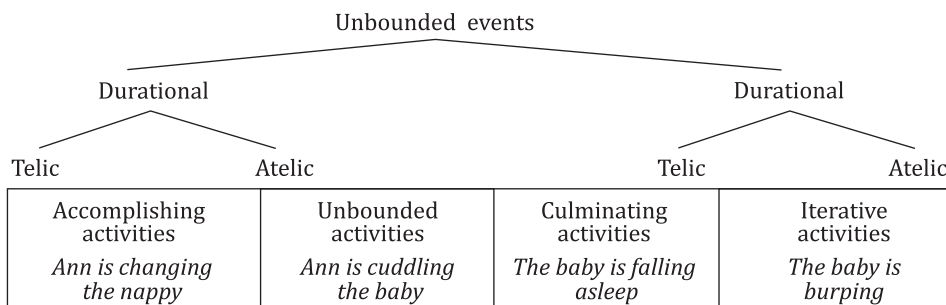 Unbounded events
Durational
Durational
Telic
Atelic
Telic
Atelic
Accomplishing
activities
Ann is changing
the nappy
Unbounded
activities
Ann is cuddling
the baby
Culminating
activities
The baby is falling
asleep
Iterative
activities
The baby is
burping